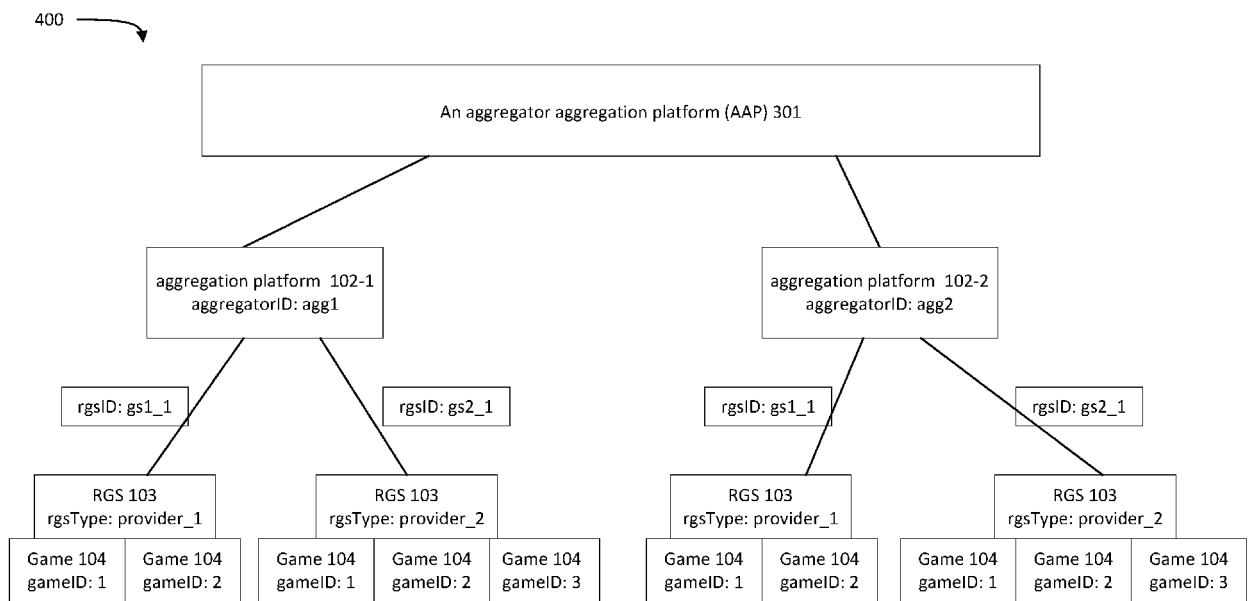 400
An aggregator aggregation platform (AAP) 301
aggregation platform 102-1
aggregatorID: agg1
aggregation platform 102-2
aggregatorID: agg2
rgsID: gs1_1
rgsID: gs2_1
rgsID: gs1_1
rgsID: gs2_1
RGS 103
rgsType: provider_1
RGS 103
rgsType: provider_2
RGS 103
rgsType: provider_1
RGS 103
rgsType: provider_2
Game 104
gameID: 1
Game 104
gameID: 2
Game 104
gameID: 1
Game 104
gameID: 2
Game 104
gameID: 3
Game 104
gameID: 1
Game 104
gameID: 2
Game 104
gameID: 1
Game 104
gameID: 2
Game 104
gameID: 3